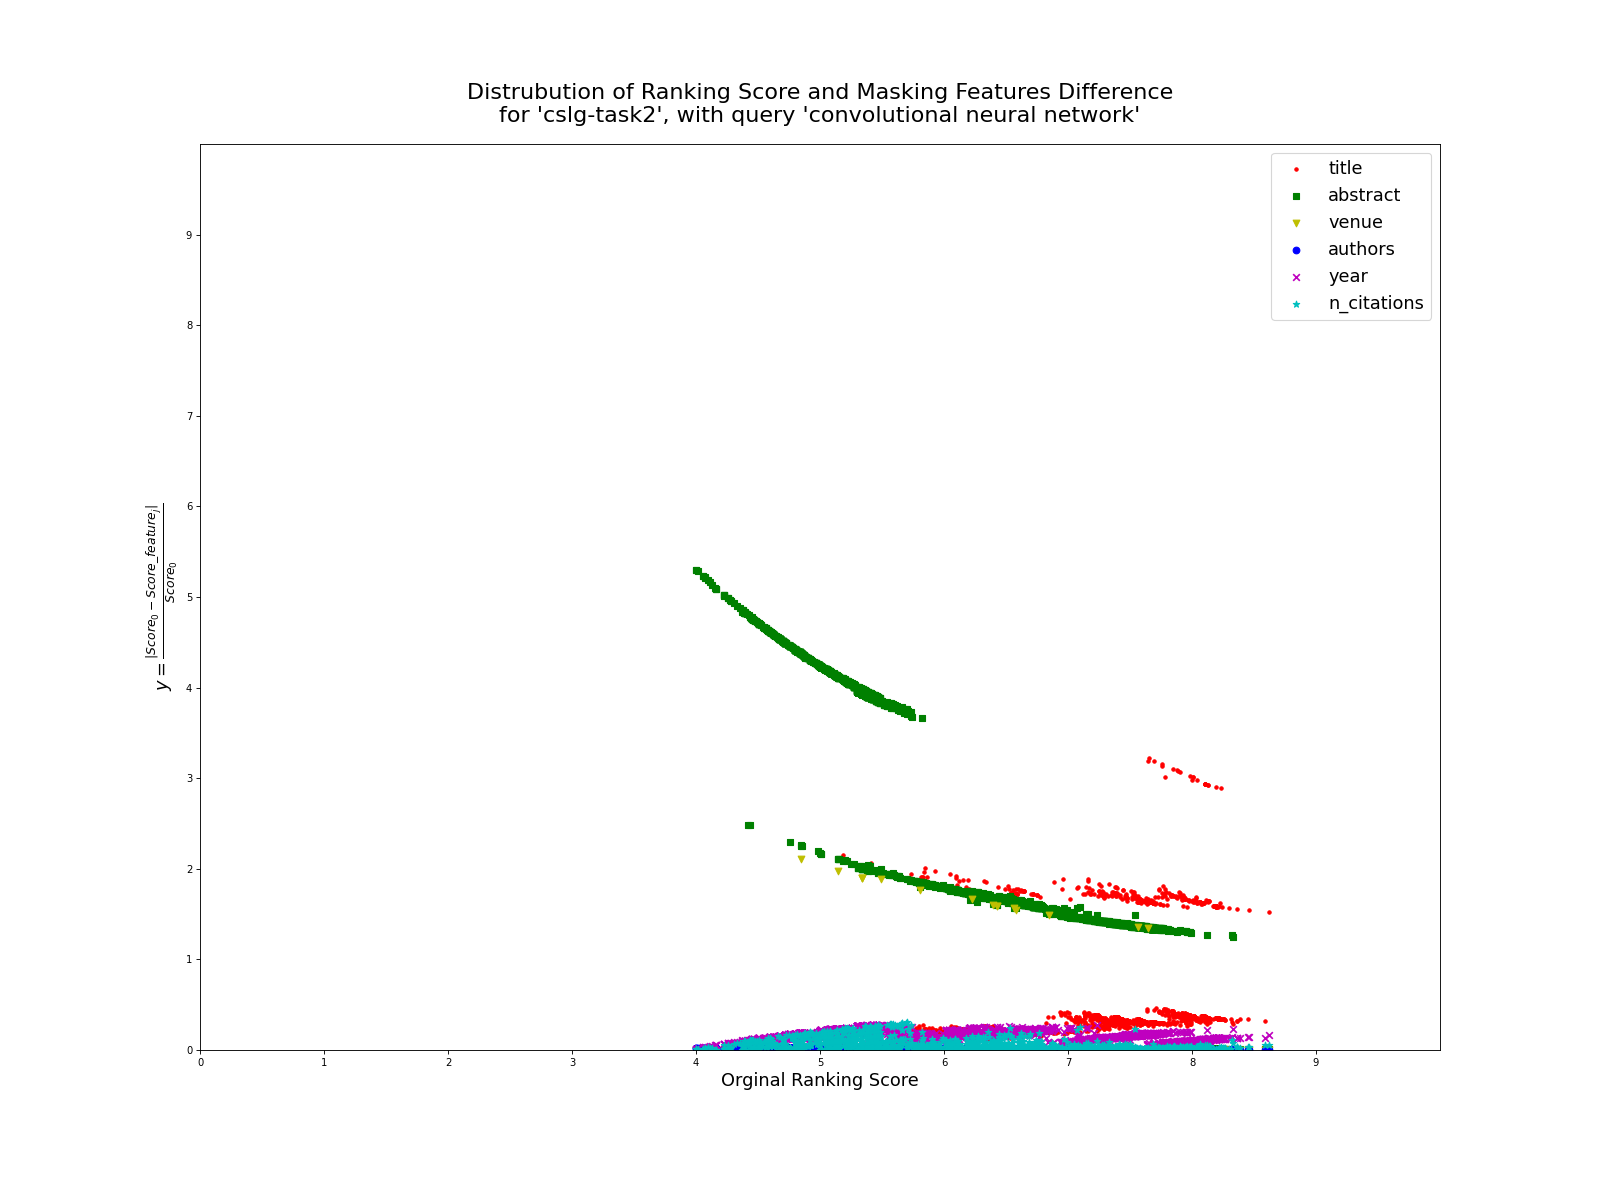 Distrubution of Ranking Score and Masking Features Difference
for 'cslg-task2', with query 'convolutional neural network'
title
abstract
venue
authors
year
n_citations
y = |Score₀ − Score_featureⱼ| / Score₀
9
8
7
6
5
4
3
2
1
0
0 1 2 3 4 5 6 7 8 9
Orginal Ranking Score